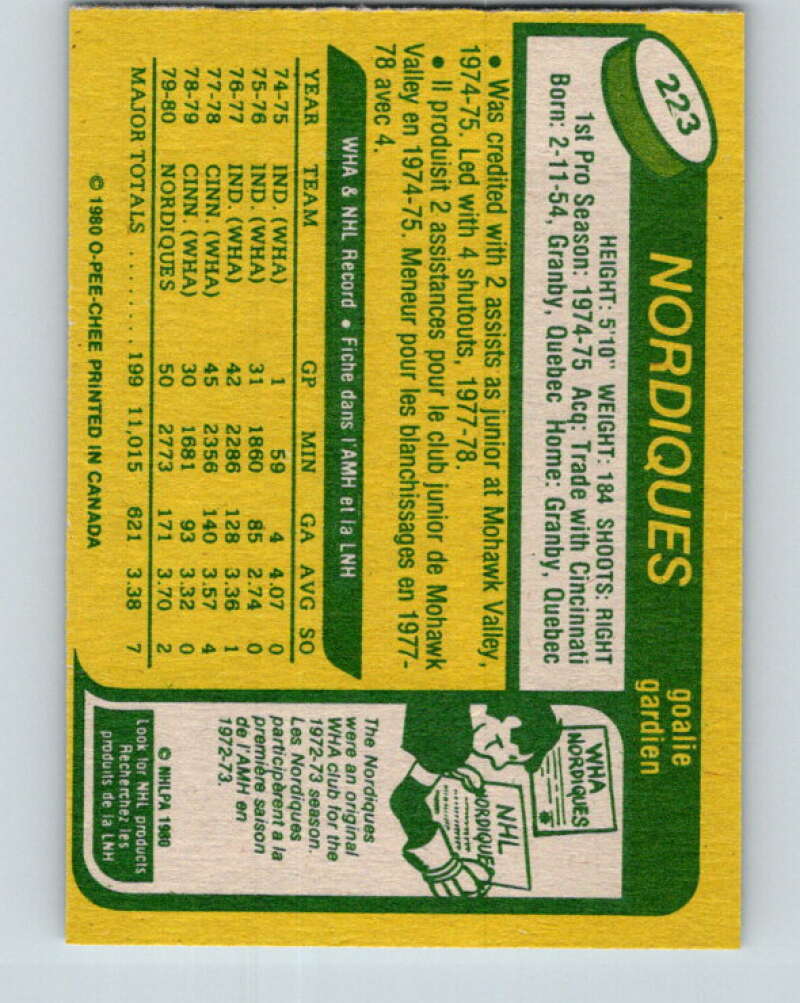 223
NORDIQUES
goalie
gardien
HEIGHT: 5'10" WEIGHT: 184 SHOOTS: RIGHT
1st Pro Season: 1974-75 Acq: Trade with Cincinnati
Born: 2-11-54, Granby, Quebec Home: Granby, Quebec
• Was credited with 2 assists as junior at Mohawk Valley,
1974-75. Led with 4 shutouts, 1977-78.
• Il produisit 2 assistances pour le club junior de Mohawk
Valley en 1974-75. Meneur pour les blanchissages en 1977-
78 avec 4.
WHA & NHL Record • Fiche dans l'AMH et la LNH
YEAR TEAM GP MIN GA AVG SO
74-75 IND. (WHA) 1 59 4 4.07 0
75-76 IND. (WHA) 31 1860 85 2.74 0
76-77 IND. (WHA) 42 2286 128 3.36 1
77-78 CINN. (WHA) 45 2356 140 3.57 4
78-79 CINN. (WHA) 30 1681 93 3.32 0
79-80 NORDIQUES 50 2773 171 3.70 2
MAJOR TOTALS ........ 199 11,015 621 3.38 7
© 1980 O-PEE-CHEE PRINTED IN CANADA
WHA
NORDIQUES
NHL
NORDIQUE
The Nordiques
were an original
WHA club for the
1972-73 season.
Les Nordiques
participèrent a la
première saison
de l'AMH en
1972-73.
© NHLPA 1980
Look for NHL products
Recherchez les
produits de la LNH